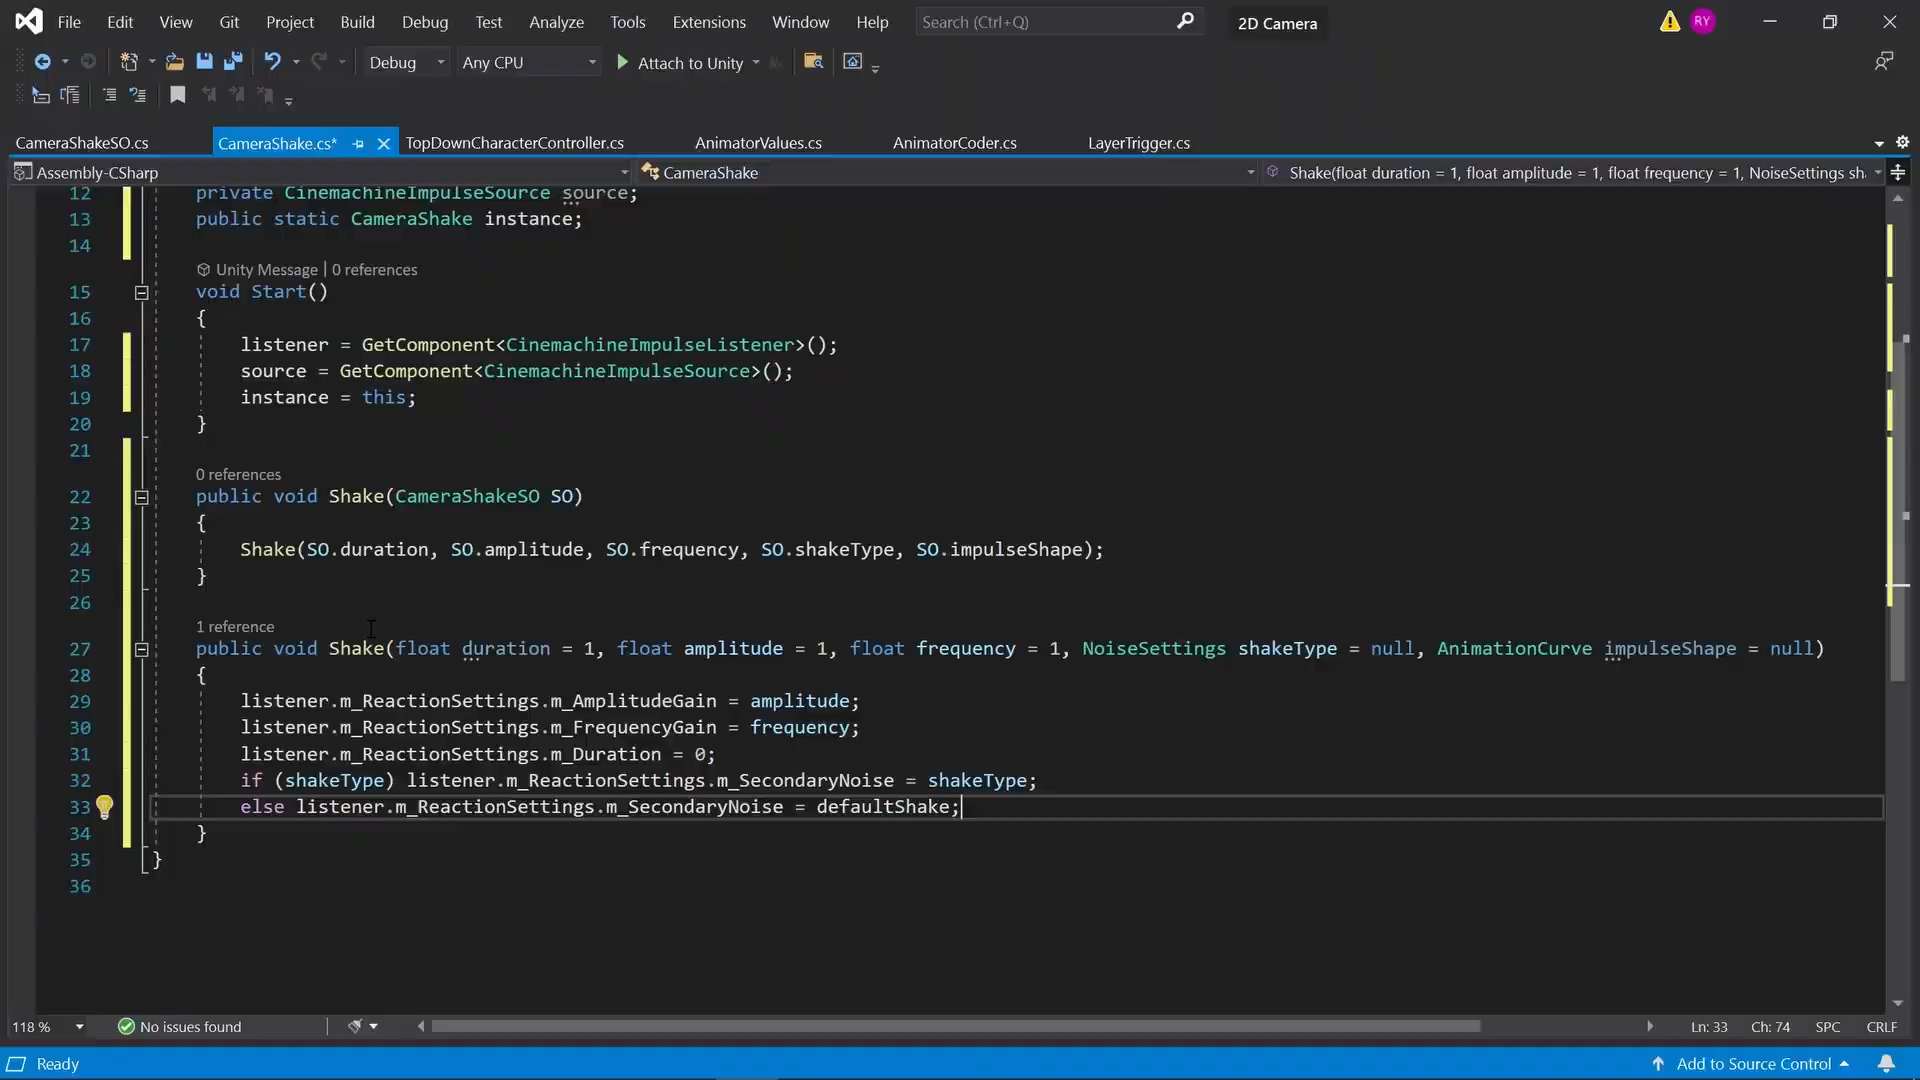 File Edit View Git Project Build Debug Test Analyze Tools Extensions Window Help Search (Ctrl+Q) 2D Camera RY
Debug Any CPU Attach to Unity
CameraShakeSO.cs CameraShake.cs* TopDownCharacterController.cs AnimatorValues.cs AnimatorCoder.cs LayerTrigger.cs
Assembly-CSharp CameraShake Shake(float duration = 1, float amplitude = 1, float frequency = 1, NoiseSettings sh
12 private CinemachineImpulseSource source;
13 public static CameraShake instance;
14
Unity Message | 0 references
15 void Start()
16 {
17 listener = GetComponent<CinemachineImpulseListener>();
18 source = GetComponent<CinemachineImpulseSource>();
19 instance = this;
20 }
21
0 references
22 public void Shake(CameraShakeSO SO)
23 {
24 Shake(SO.duration, SO.amplitude, SO.frequency, SO.shakeType, SO.impulseShape);
25 }
26
1 reference
27 public void Shake(float duration = 1, float amplitude = 1, float frequency = 1, NoiseSettings shakeType = null, AnimationCurve impulseShape = null)
28 {
29 listener.m_ReactionSettings.m_AmplitudeGain = amplitude;
30 listener.m_ReactionSettings.m_FrequencyGain = frequency;
31 listener.m_ReactionSettings.m_Duration = 0;
32 if (shakeType) listener.m_ReactionSettings.m_SecondaryNoise = shakeType;
33 else listener.m_ReactionSettings.m_SecondaryNoise = defaultShake;
34 }
35 }
36
118 % No issues found Ln: 33 Ch: 74 SPC CRLF
Ready Add to Source Control